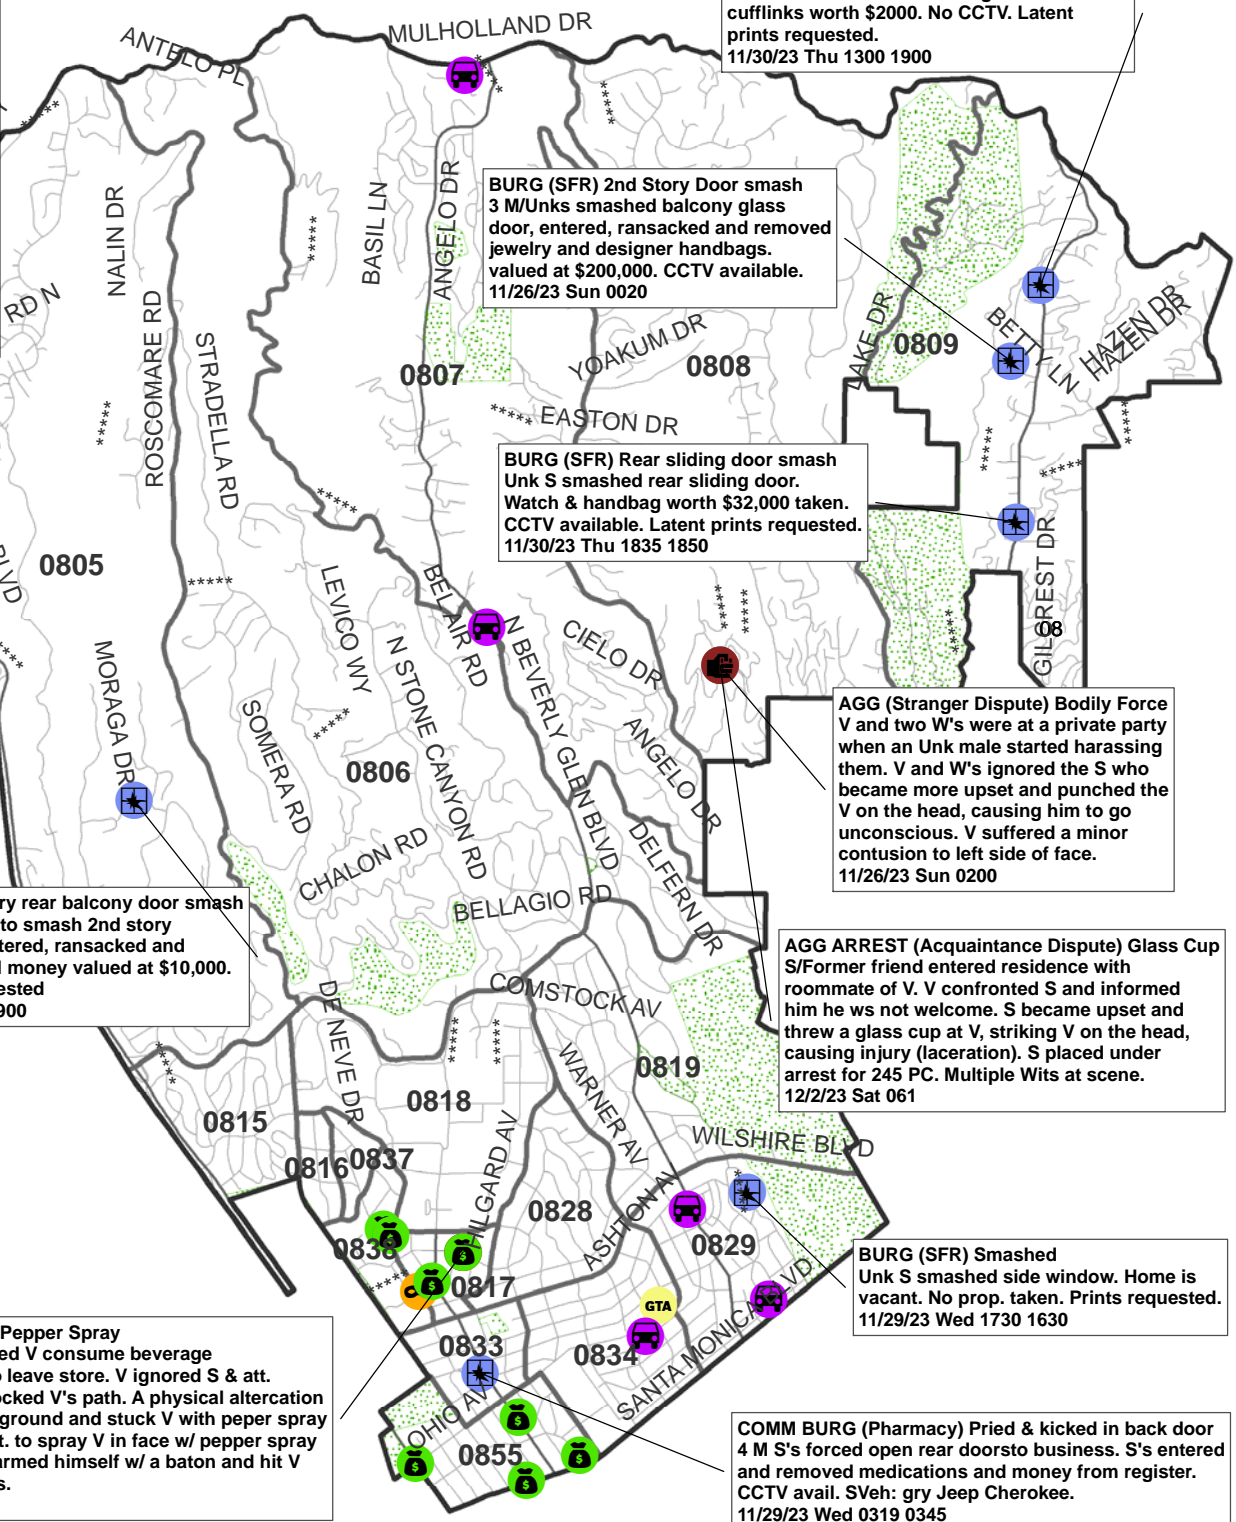 cufflinks worth $2000. No CCTV. Latent
prints requested.
11/30/23 Thu 1300 1900
MULHOLLAND DR
ANTELO PL
NALIN DR
BASIL LN
ANGELO DR
BURG (SFR) 2nd Story Door smash
3 M/Unks smashed balcony glass
door, entered, ransacked and removed
jewelry and designer handbags.
valued at $200,000. CCTV available.
11/26/23 Sun 0020
RD N
ROSCOMARE RD
STRADELLA RD
YOAKUM DR
LAKE DR
BETTY LN
HAZEN DR
HAZEN DR
0807
0808
0809
***** EASTON DR
BURG (SFR) Rear sliding door smash
Unk S smashed rear sliding door.
Watch & handbag worth $32,000 taken.
CCTV available. Latent prints requested.
11/30/23 Thu 1835 1850
0805
BLVD
LEVICO WY
BEL AIR RD
N BEVERLY GLEN BLVD
CIELO DR
GILCREST DR
08
MORAGA DR
SOMERA RD
N STONE CANYON RD
ANGELO DR
0806
AGG (Stranger Dispute) Bodily Force
V and two W's were at a private party
when an Unk male started harassing
them. V and W's ignored the S who
became more upset and punched the
V on the head, causing him to go
unconscious. V suffered a minor
contusion to left side of face.
11/26/23 Sun 0200
CHALON RD
DELFERN DR
BELLAGIO RD
ry rear balcony door smash
to smash 2nd story
tered, ransacked and
d money valued at $10,000.
ested
900
AGG ARREST (Acquaintance Dispute) Glass Cup
S/Former friend entered residence with
roommate of V. V confronted S and informed
him he ws not welcome. S became upset and
threw a glass cup at V, striking V on the head,
causing injury (laceration). S placed under
arrest for 245 PC. Multiple Wits at scene.
12/2/23 Sat 061
DE NEVE DR
COMSTOCK AV
WARNER AV
0819
0818
0815
HILGARD AV
WILSHIRE BLVD
0816
0837
ASHTON AV
0828
0829
0838
0817
BURG (SFR) Smashed
Unk S smashed side window. Home is
vacant. No prop. taken. Prints requested.
11/29/23 Wed 1730 1630
GTA
SANTA MONICA BLVD
0833
0834
Pepper Spray
ed V consume beverage
o leave store. V ignored S & att.
ocked V's path. A physical altercation
ground and stuck V with peper spray
t. to spray V in face w/ pepper spray
armed himself w/ a baton and hit V
s.
OHIO AV
0855
COMM BURG (Pharmacy) Pried & kicked in back door
4 M S's forced open rear doorsto business. S's entered
and removed medications and money from register.
CCTV avail. SVeh: gry Jeep Cherokee.
11/29/23 Wed 0319 0345